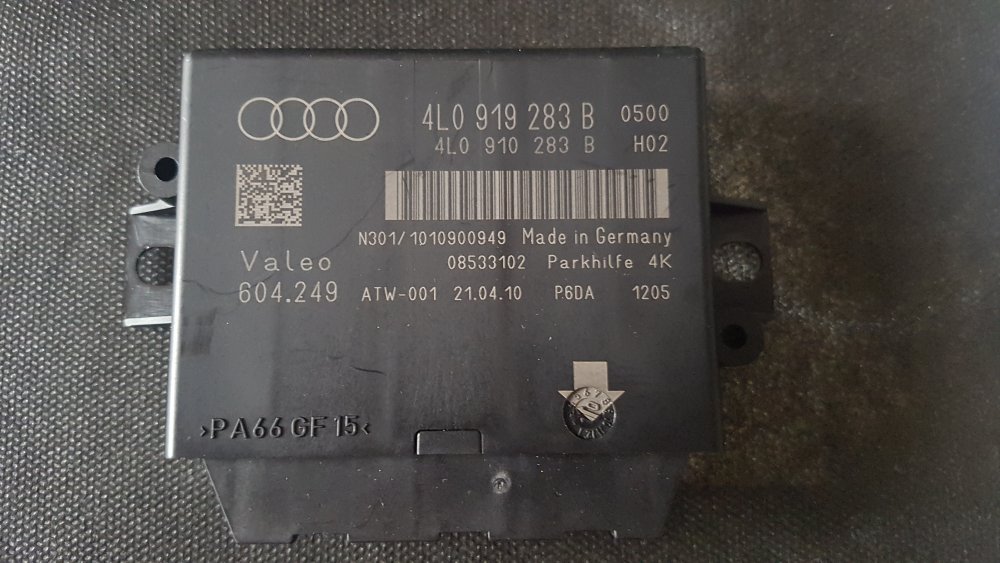 4L0 919 283 B 0500
4L0 910 283 B H02
N301/1010900949 Made in Germany
Valeo 08533102 Parkhilfe 4K
604.249 ATW-001 21.04.10 P.6DA 1205
>PA66 GF15<